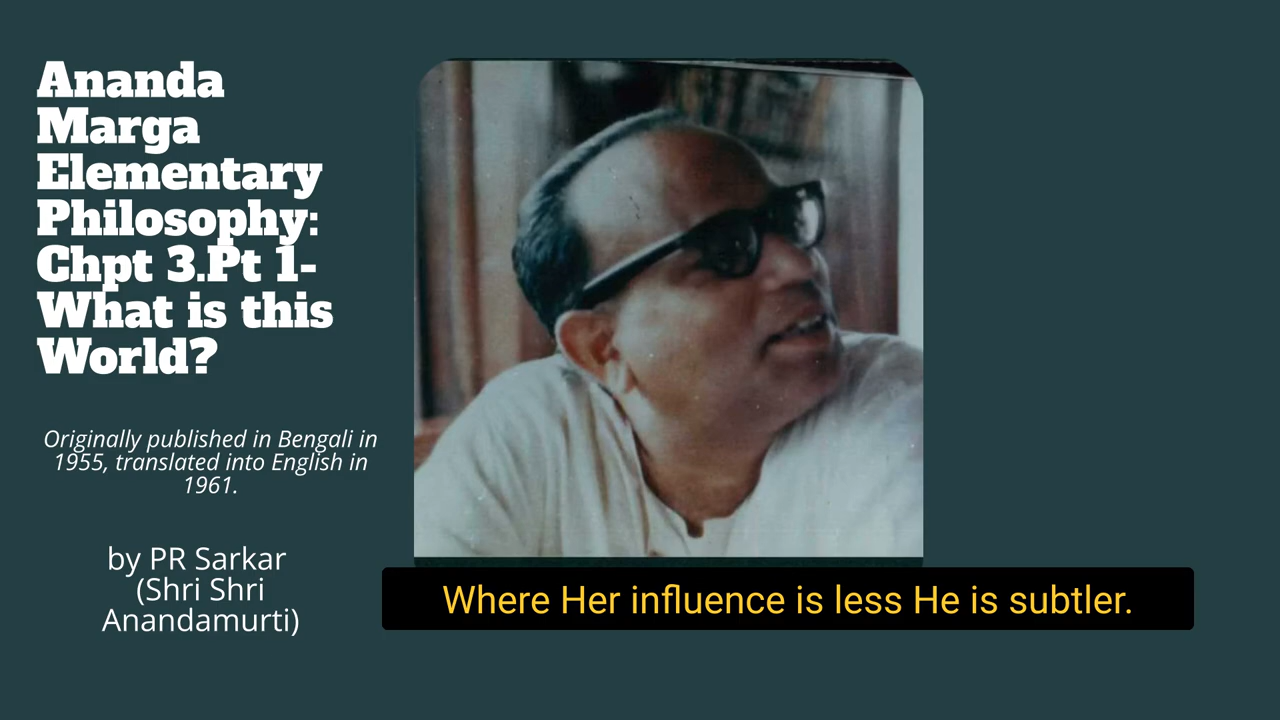 Ananda
Marga
Elementary
Philosophy:
Chpt 3.Pt 1-
What is this
World?
Originally published in Bengali in
1955, translated into English in
1961.
by PR Sarkar
(Shri Shri
Anandamurti)
Where Her influence is less He is subtler.